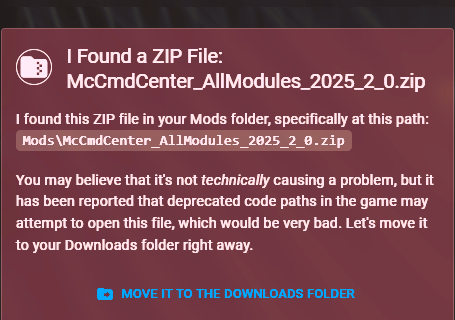 I Found a ZIP File:
McCmdCenter_AllModules_2025_2_0.zip
I found this ZIP file in your Mods folder, specifically at this path:
Mods\McCmdCenter_AllModules_2025_2_0.zip
You may believe that it's not technically causing a problem, but it
has been reported that deprecated code paths in the game may
attempt to open this file, which would be very bad. Let's move it
to your Downloads folder right away.
MOVE IT TO THE DOWNLOADS FOLDER